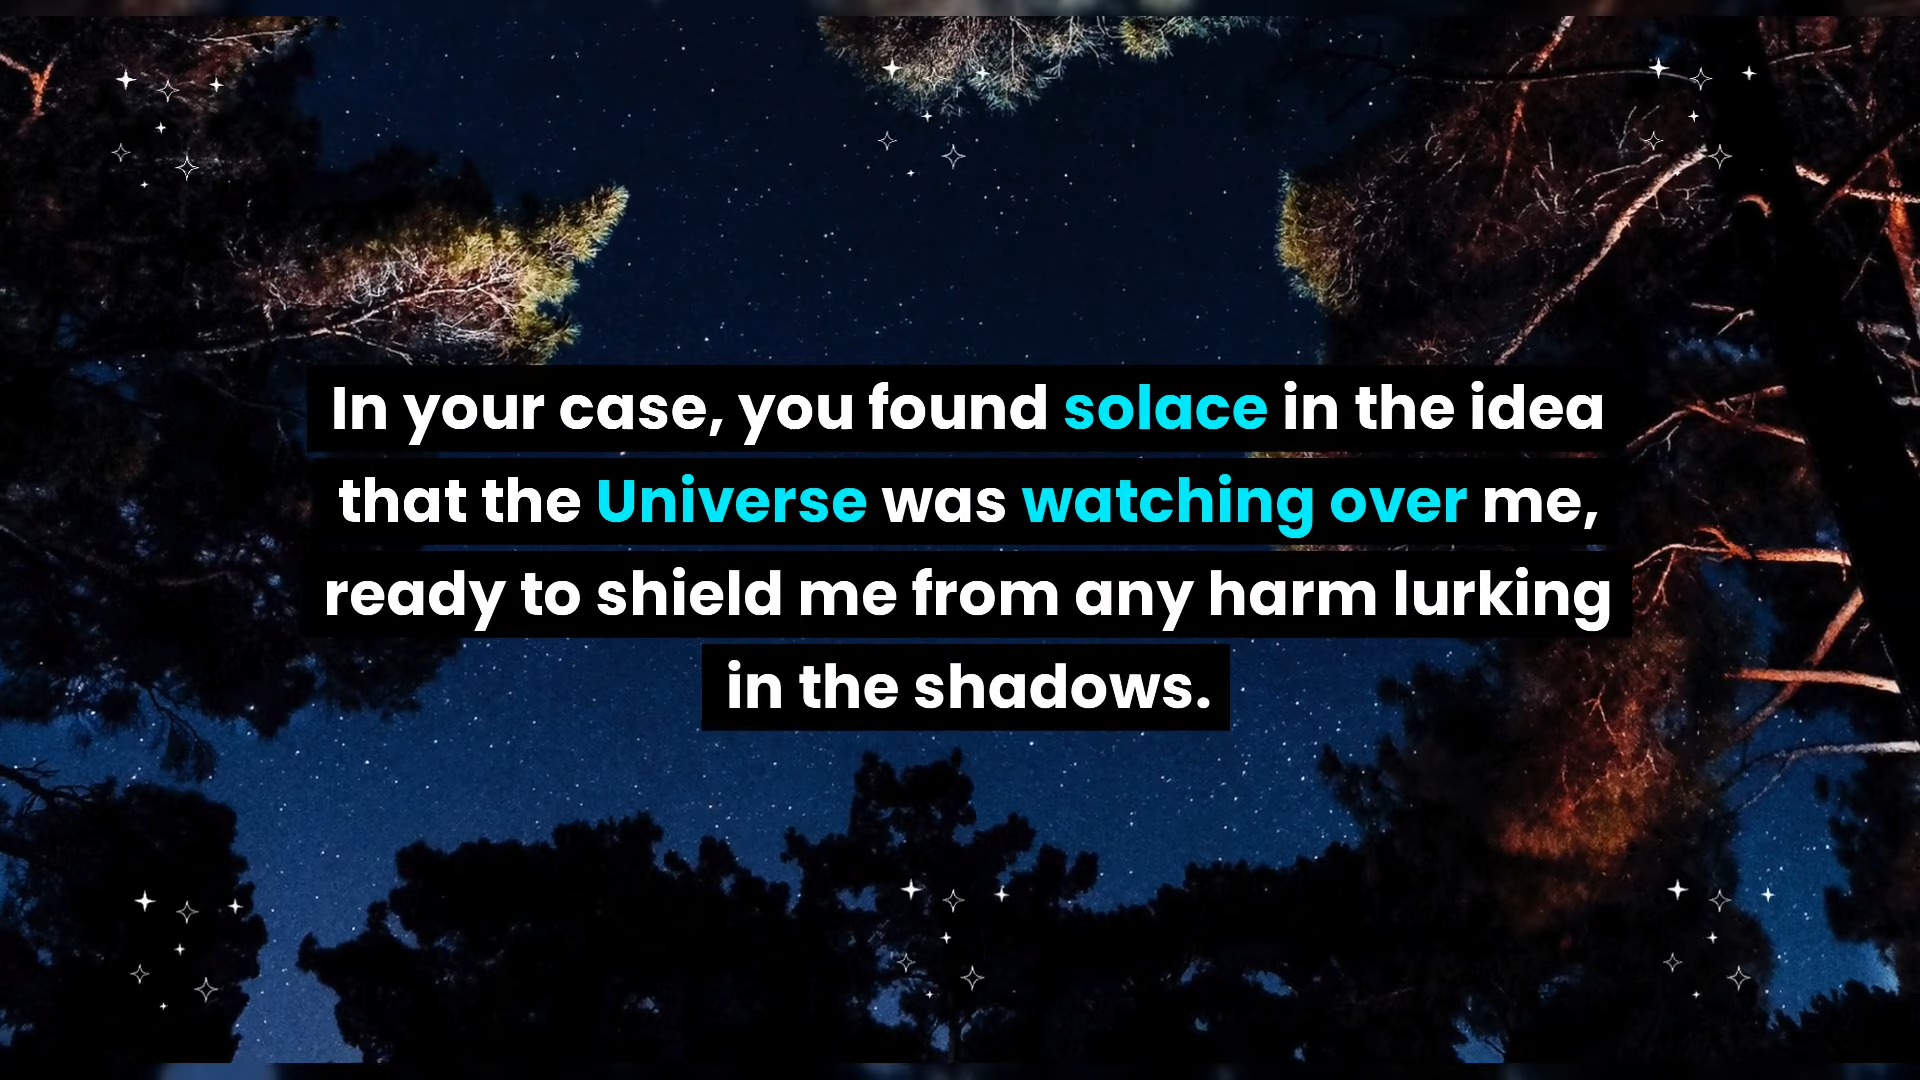 In your case, you found solace in the idea
that the Universe was watching over me,
ready to shield me from any harm lurking
in the shadows.